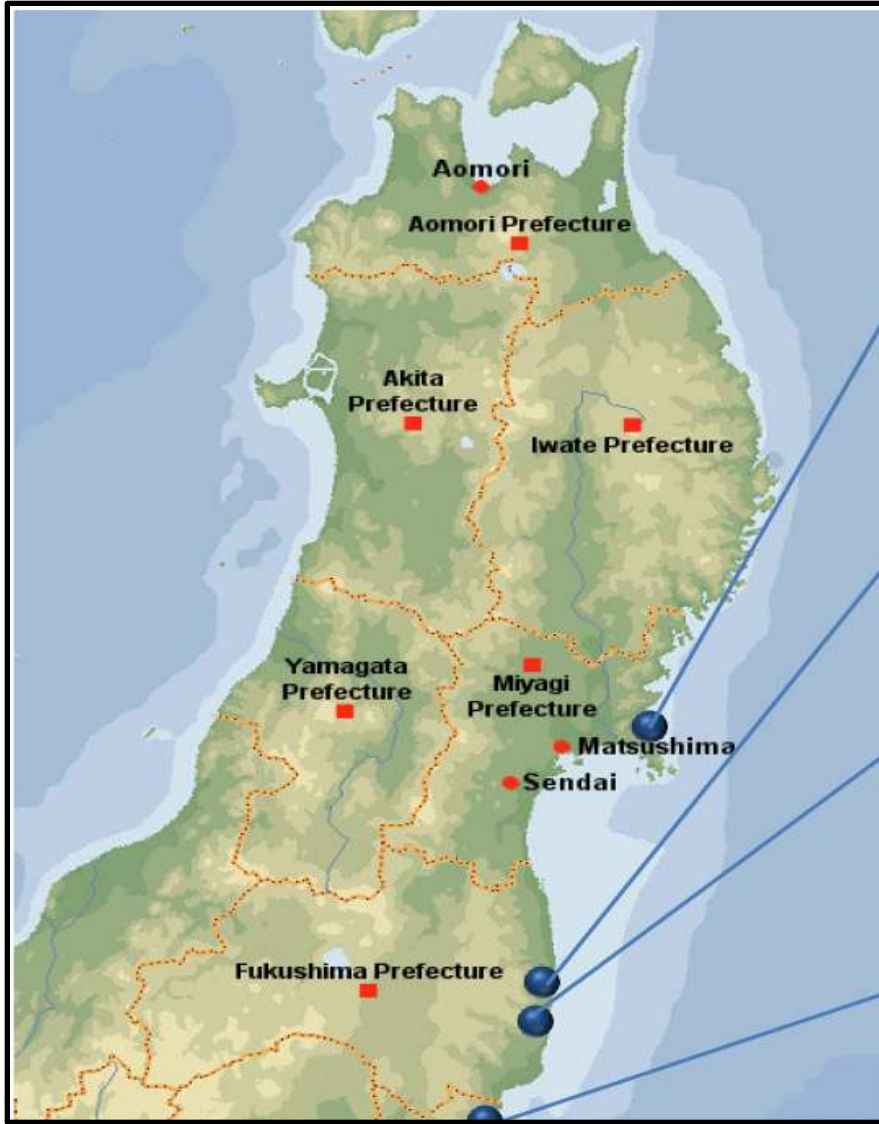 Aomori
Aomori Prefecture
Akita
Prefecture
Iwate Prefecture
Yamagata
Prefecture
Miyagi
Prefecture
Matsushima
Sendai
Fukushima Prefecture